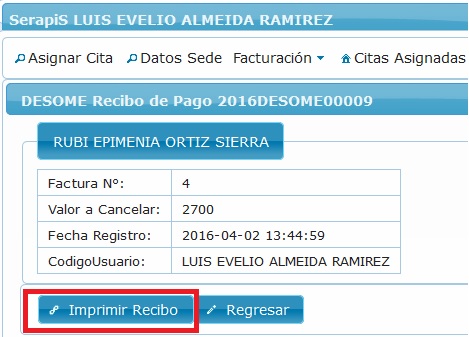 SerapiS LUIS EVELIO ALMEIDA RAMIREZ
Asignar Cita Datos Sede Facturación Citas Asignadas
DESOME Recibo de Pago 2016DESOME00009
RUBI EPIMENIA ORTIZ SIERRA
Factura Nº: 4
Valor a Cancelar: 2700
Fecha Registro: 2016-04-02 13:44:59
CodigoUsuario: LUIS EVELIO ALMEIDA RAMIREZ
Imprimir Recibo Regresar